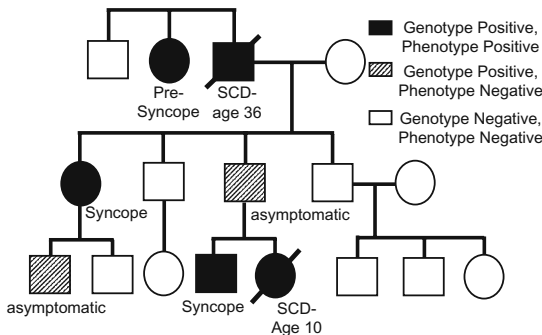 Genotype Positive,
Phenotype Positive
Genotype Positive,
Phenotype Negative
Genotype Negative,
Phenotype Negative
Pre-
Syncope
SCD-
age 36
Syncope
asymptomatic
asymptomatic
Syncope
SCD-
Age 10